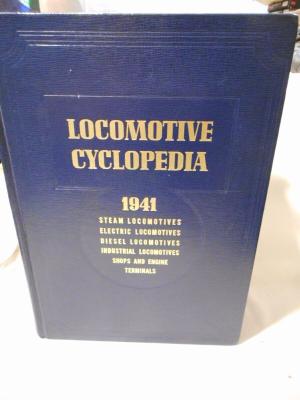 LOCOMOTIVE
CYCLOPEDIA
1941
STEAM LOCOMOTIVES
ELECTRIC LOCOMOTIVES
DIESEL LOCOMOTIVES
INDUSTRIAL LOCOMOTIVES
SHOPS AND ENGINE
TERMINALS